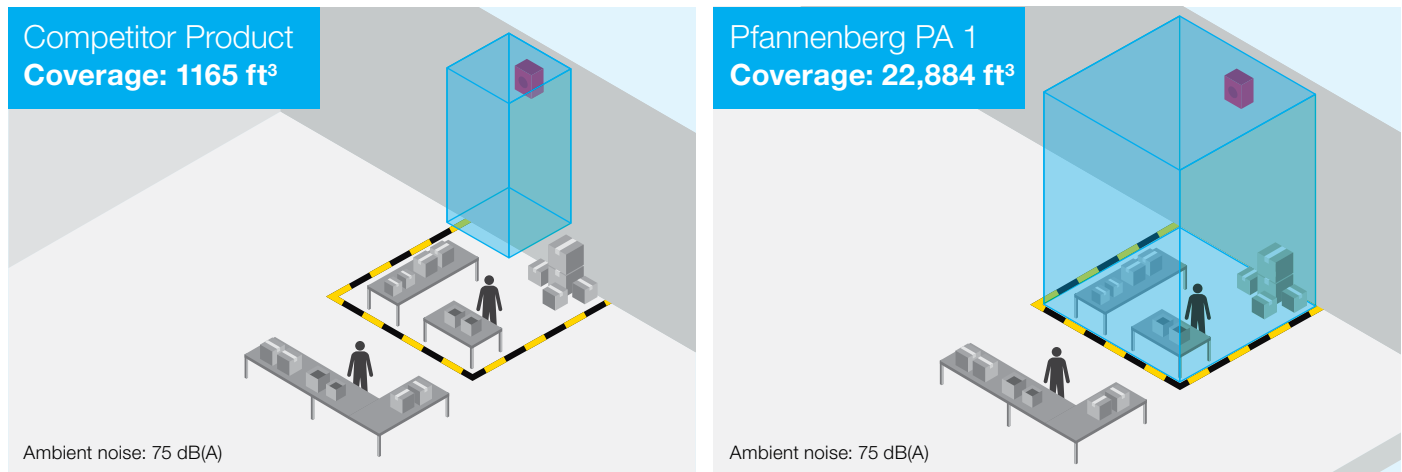 Competitor Product
Coverage: 1165 ft³
Ambient noise: 75 dB(A)
Pfannenberg PA 1
Coverage: 22,884 ft³
Ambient noise: 75 dB(A)